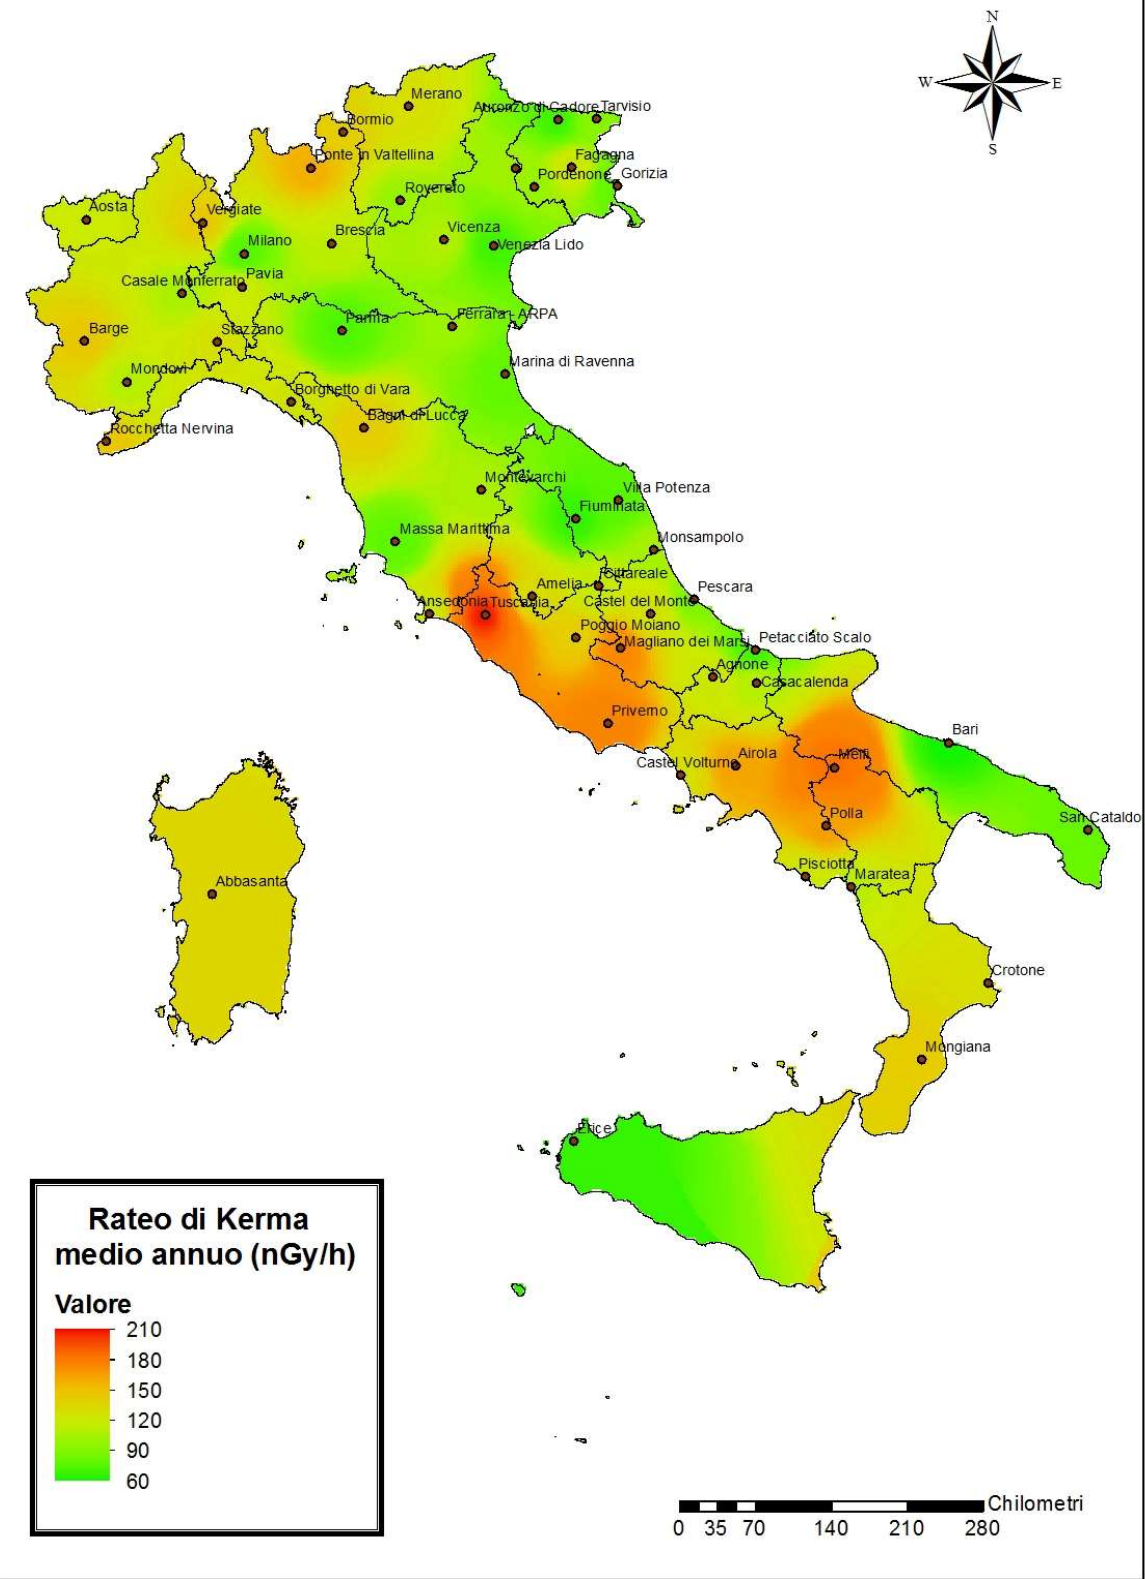 N
W
E
S
Merano
Auronzo di Cadore
Tarvisio
Bormio
Ponte in Valtellina
Fagagna
Pordenone
Gorizia
Rovereto
Aosta
Vergiate
Vicenza
Brescia
Milano
Venezia Lido
Casale Monferrato
Pavia
Parma
Ferrara - ARPA
Barge
Stazzano
Mondovì
Marina di Ravenna
Borghetto di Vara
Bagni di Lucca
Rocchetta Nervina
Montevarchi
Villa Potenza
Fiuminata
Massa Marittima
Monsampolo
Cittareale
Amelia
Pescara
Ansedonia
Tuscania
Castel del Monte
Poggio Moiano
Magliano dei Marsi
Petacciato Scalo
Agnone
Casacalenda
Priverno
Bari
Airola
Melfi
Castel Volturno
Polla
San Cataldo
Pisciotta
Maratea
Abbasanta
Crotone
Mongiana
Erice
Rateo di Kerma
medio annuo (nGy/h)
Valore
210
180
150
120
90
60
Chilometri
0 35 70 140 210 280